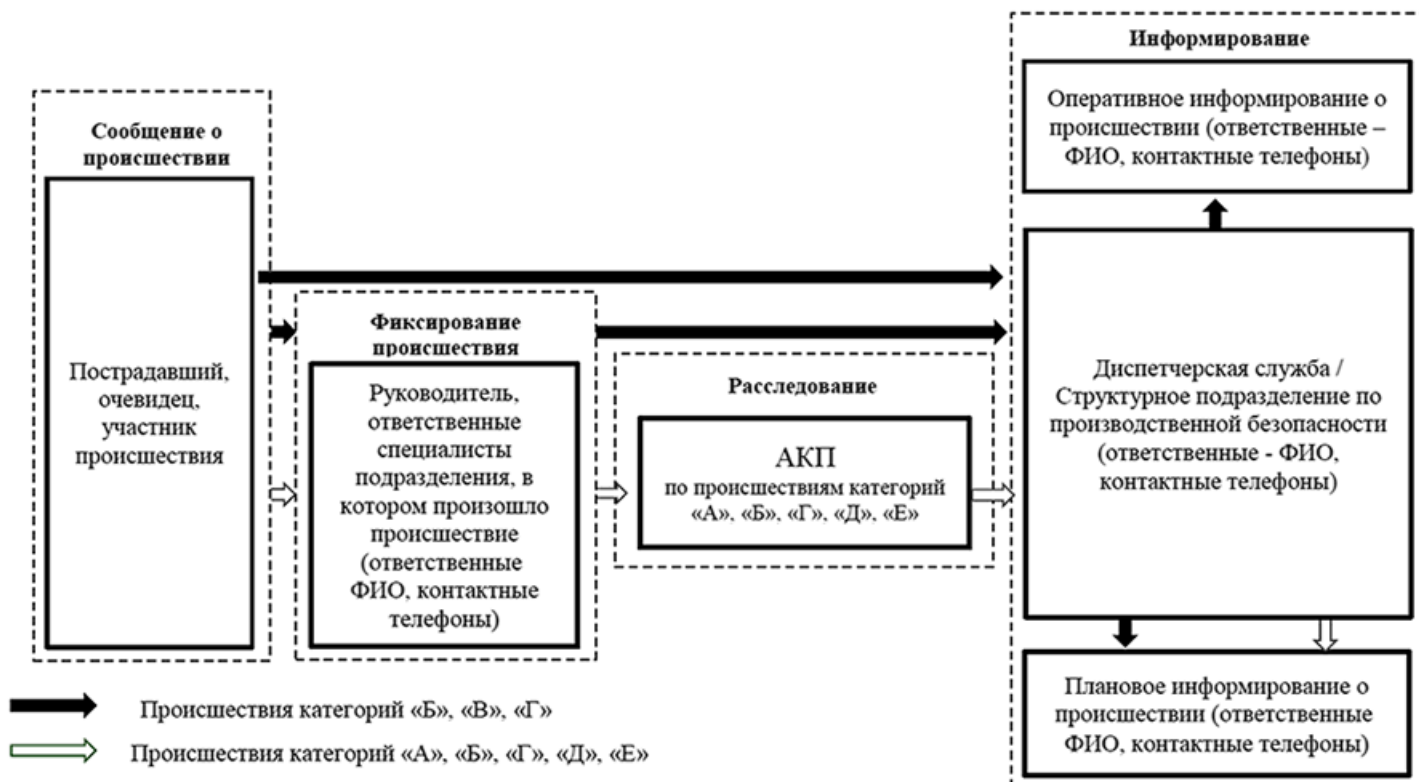 Сообщение о
происшествии
Пострадавший,
очевидец,
участник
происшествия
Фиксирование
происшествия
Руководитель,
ответственные
специалисты
подразделения, в
котором произошло
происшествие
(ответственные
ФИО, контактные
телефоны)
Расследование
АКП
по происшествиям категорий
«А», «Б», «Г», «Д», «Е»
Информирование
Оперативное информирование о
происшествии (ответственные –
ФИО, контактные телефоны)
Диспетчерская служба /
Структурное подразделение по
производственной безопасности
(ответственные - ФИО,
контактные телефоны)
Плановое информирование о
происшествии (ответственные
ФИО, контактные телефоны)
Происшествия категорий «Б», «В», «Г»
Происшествия категорий «А», «Б», «Г», «Д», «Е»